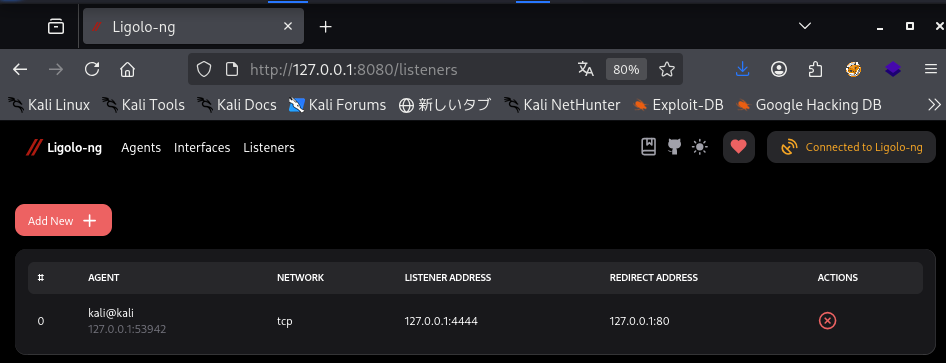 Ligolo-ng
http://127.0.0.1:8080/listeners 80%
Kali Linux Kali Tools Kali Docs Kali Forums 新しいタブ Kali NetHunter Exploit-DB Google Hacking DB
Ligolo-ng Agents Interfaces Listeners Connected to Ligolo-ng
Add New
# AGENT NETWORK LISTENER ADDRESS REDIRECT ADDRESS ACTIONS
0 kali@kali tcp 127.0.0.1:4444 127.0.0.1:80
127.0.0.1:53942